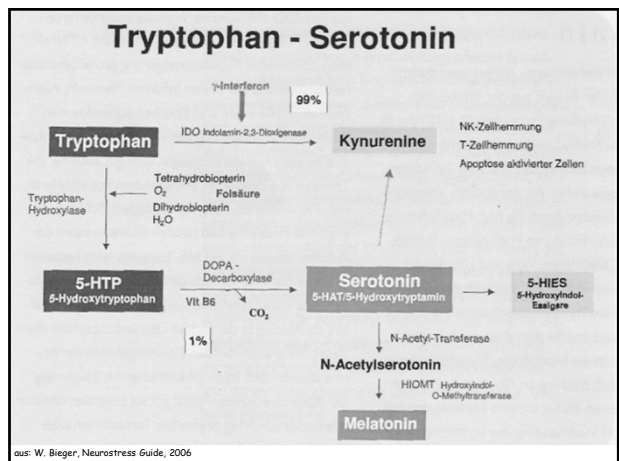 Tryptophan - Serotonin
γ-Interferon
99%
Tryptophan
IDO Indolamin-2,3-Dioxigenase
Kynurenine
NK-Zellhemmung
T-Zellhemmung
Apoptose aktivierter Zellen
Tryptophan-
Hydroxylase
Tetrahydrobiopterin
O₂
Folsäure
Dihydrobiopterin
H₂O
5-HTP
5-Hydroxytryptophan
DOPA -
Decarboxylase
Vit B6
CO₂
1%
Serotonin
5-HAT/5-Hydroxytryptamin
5-HIES
5-Hydroxyindol-
Essigsre
N-Acetyl-Transferase
N-Acetylserotonin
HIOMT
Hydroxyindol-
O-Methyltransferase
Melatonin
aus: W. Bieger, Neurostress Guide, 2006